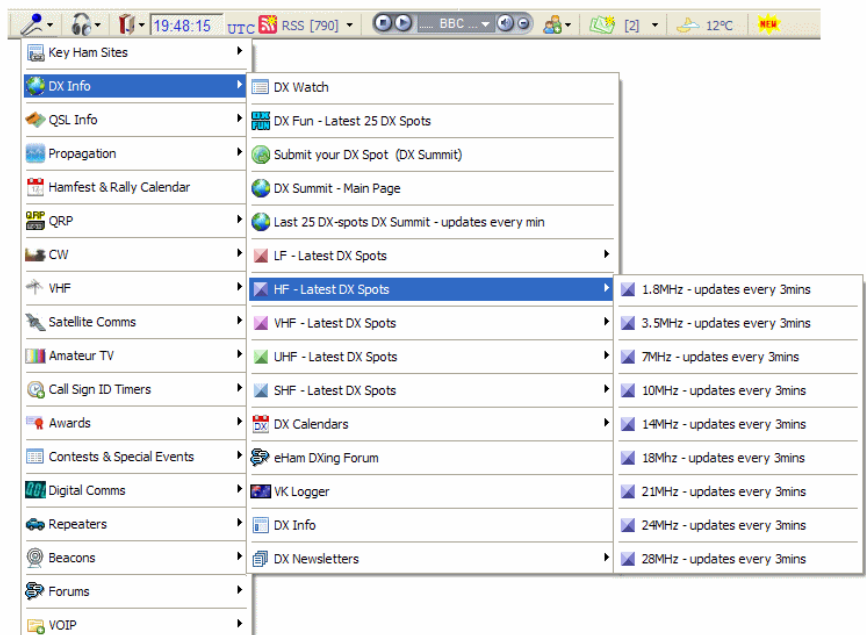 19:48:15 UTC RSS [790] BBC ... [2] 12°C NEW
Key Ham Sites
DX Info
QSL Info
Propagation
Hamfest & Rally Calendar
QRP
CW
VHF
Satellite Comms
Amateur TV
Call Sign ID Timers
Awards
Contests & Special Events
Digital Comms
Repeaters
Beacons
Forums
VOIP
DX Watch
DX Fun - Latest 25 DX Spots
Submit your DX Spot (DX Summit)
DX Summit - Main Page
Last 25 DX-spots DX Summit - updates every min
LF - Latest DX Spots
HF - Latest DX Spots
VHF - Latest DX Spots
UHF - Latest DX Spots
SHF - Latest DX Spots
DX Calendars
eHam DXing Forum
VK Logger
DX Info
DX Newsletters
1.8MHz - updates every 3mins
3.5MHz - updates every 3mins
7MHz - updates every 3mins
10MHz - updates every 3mins
14MHz - updates every 3mins
18Mhz - updates every 3mins
21MHz - updates every 3mins
24MHz - updates every 3mins
28MHz - updates every 3mins